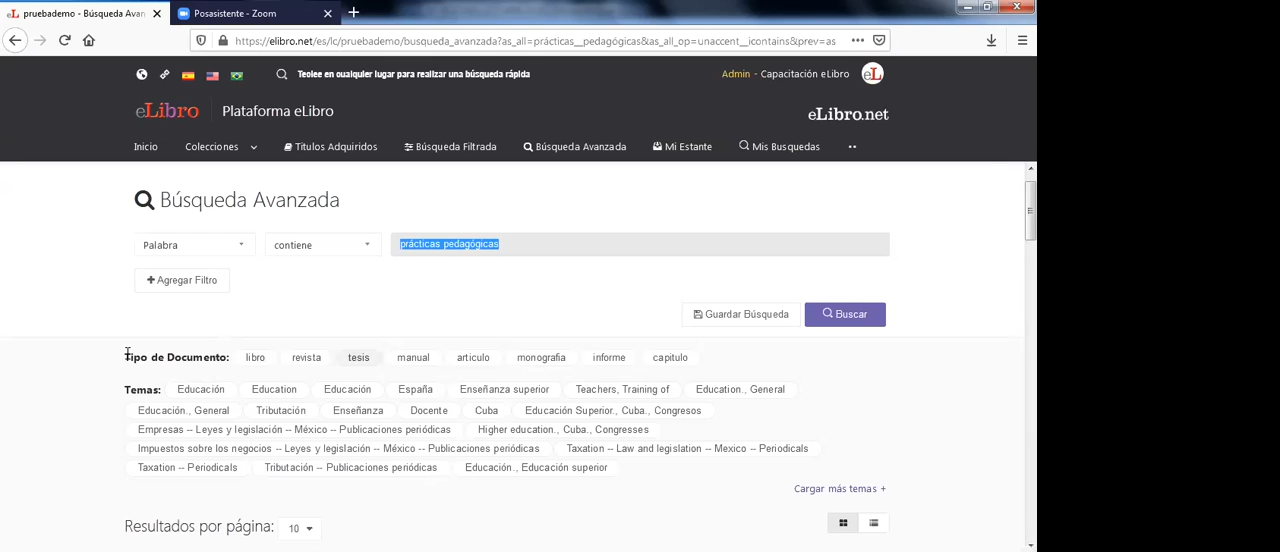 pruebademo - Búsqueda Avan
Posasistente - Zoom
https://elibro.net/es/lc/pruebademo/busqueda_avanzada?as_all=prácticas__pedagógicas&as_all_op=unaccent__icontains&prev=as
Teclee en cualquier lugar para realizar una búsqueda rápida
Admin - Capacitación eLibro
eL
eLibro
Plataforma eLibro
eLibro.net
Inicio
Colecciones
Títulos Adquiridos
Búsqueda Filtrada
Búsqueda Avanzada
Mi Estante
Mis Busquedas
Búsqueda Avanzada
Palabra
contiene
prácticas pedagógicas
+ Agregar Filtro
Guardar Búsqueda
Buscar
Tipo de Documento: libro revista tesis manual articulo monografia informe capitulo
Temas: Educación Education Educación España Enseñanza superior Teachers, Training of Education., General
Educación., General Tributación Enseñanza Docente Cuba Educación Superior., Cuba., Congresos
Empresas -- Leyes y legislación -- México -- Publicaciones periódicas Higher education., Cuba., Congresses
Impuestos sobre los negocios -- Leyes y legislación -- México -- Publicaciones periódicas Taxation -- Law and legislation -- Mexico -- Periodicals
Taxation -- Periodicals Tributación -- Publicaciones periódicas Educación., Educación superior
Cargar más temas +
Resultados por página: 10